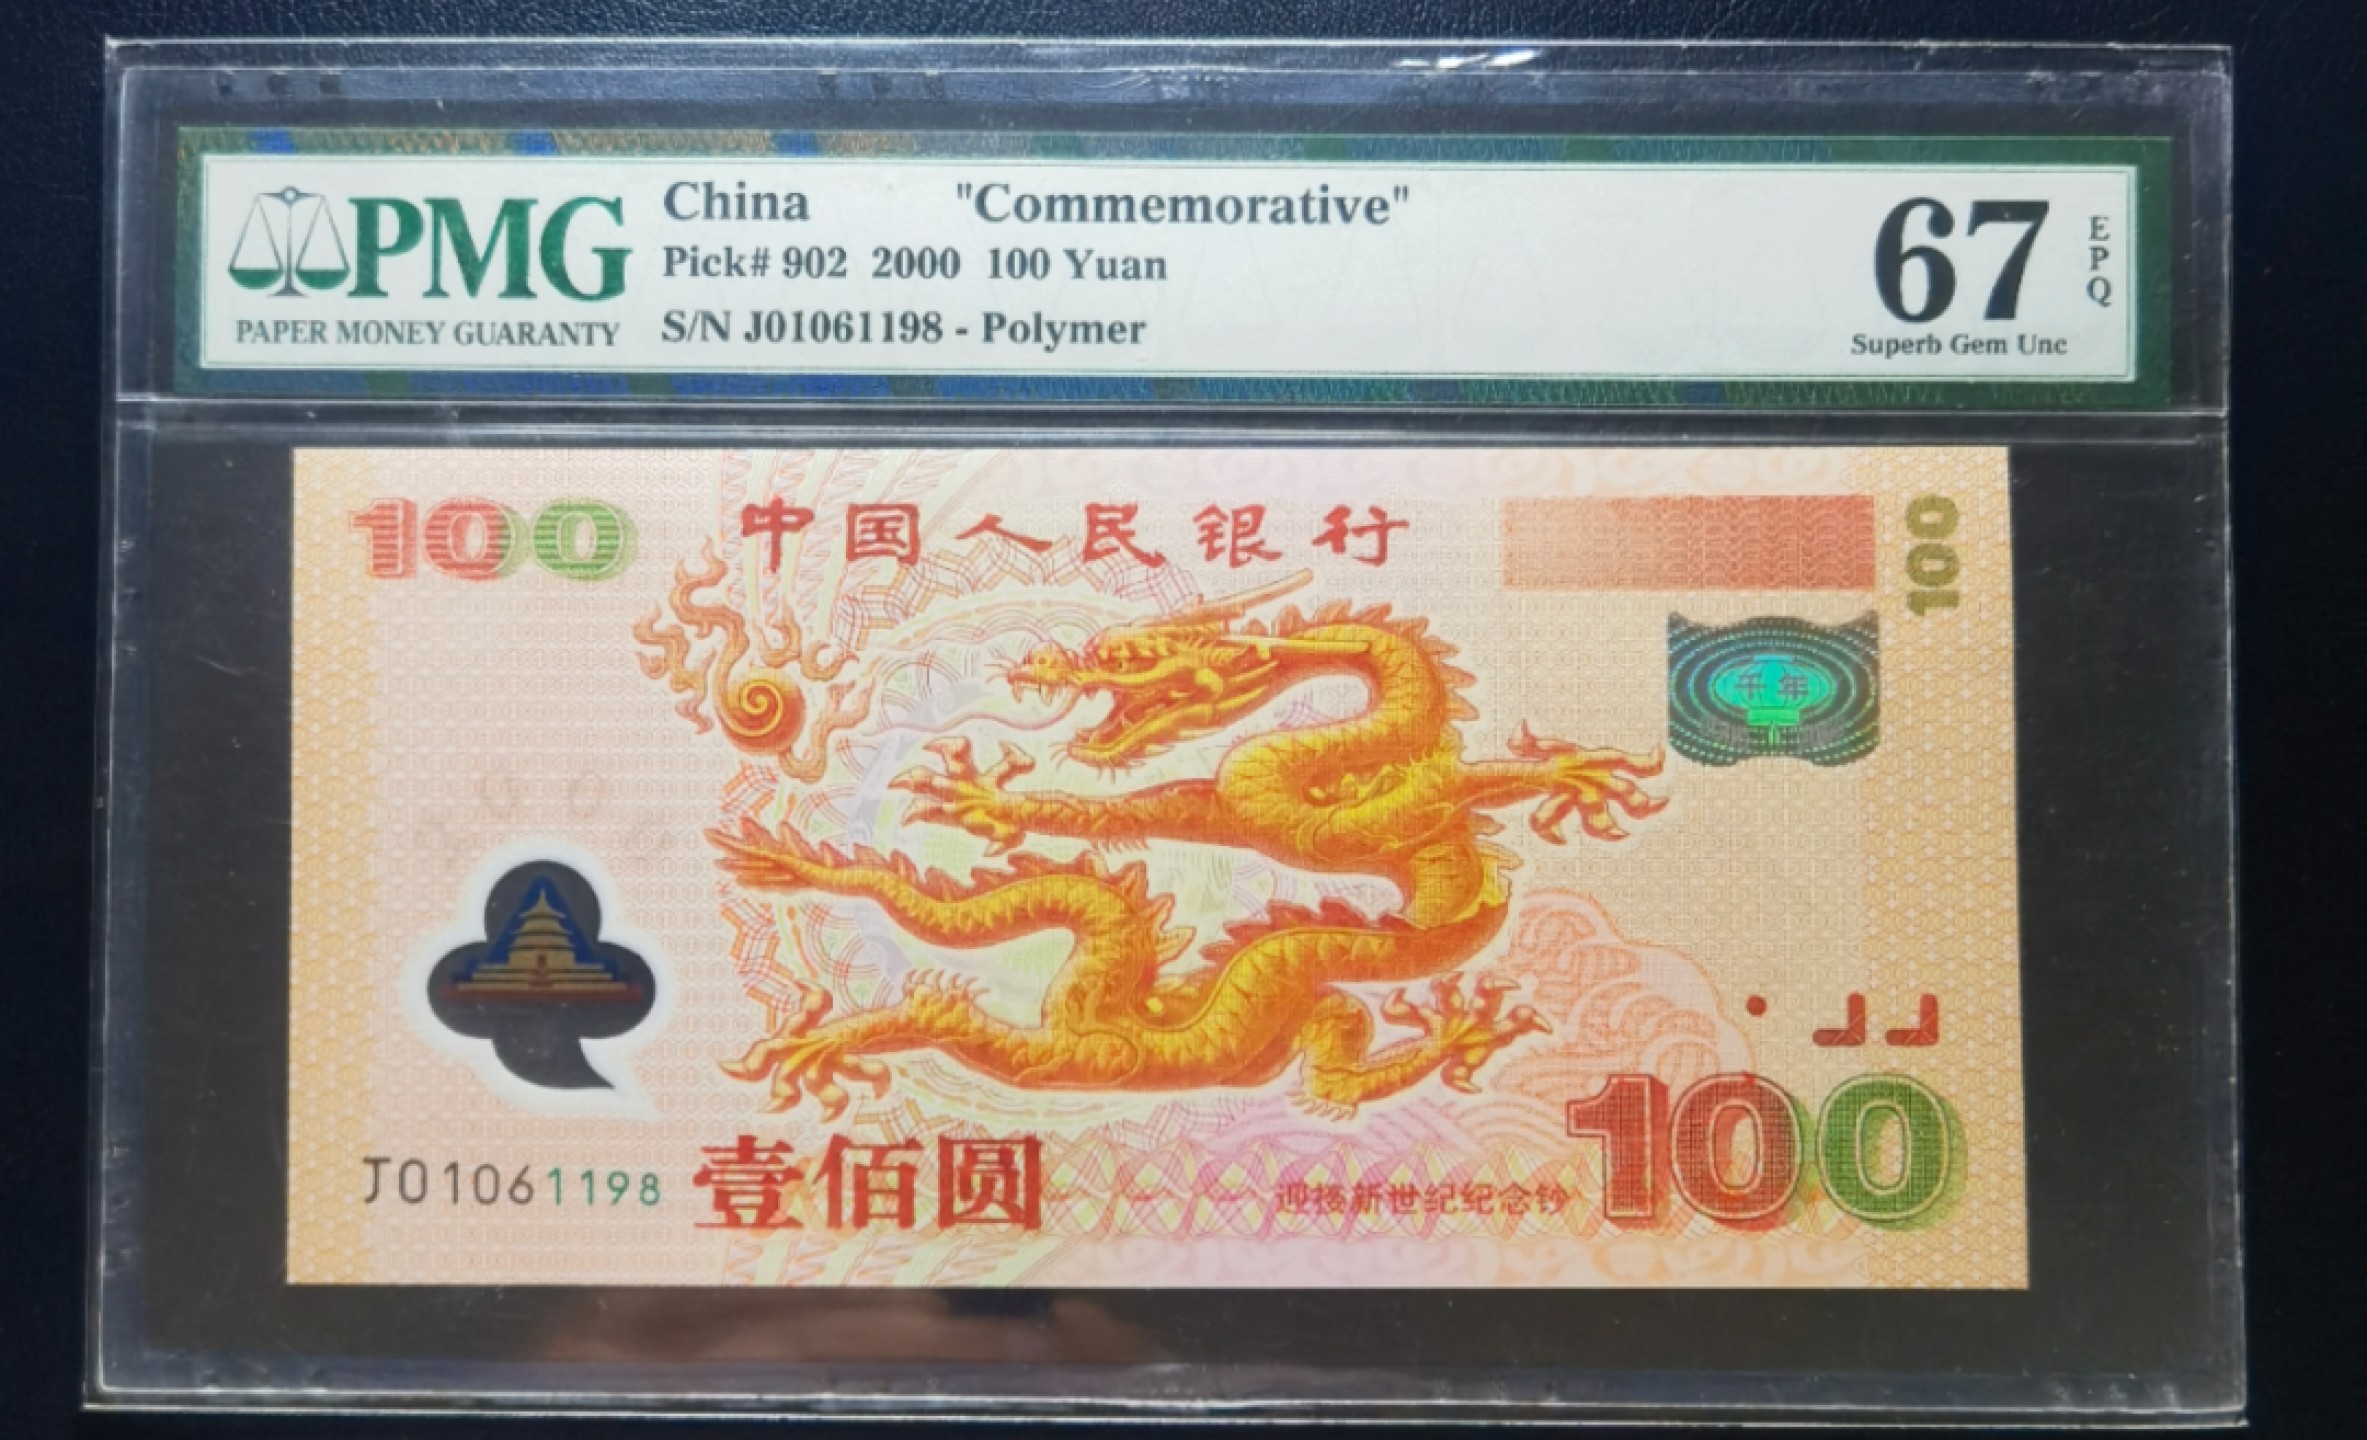 PMG
PAPER MONEY GUARANTY
China "Commemorative"
Pick# 902 2000 100 Yuan
S/N J01061198 - Polymer
67
EPQ
Superb Gem Unc
100
中国人民银行
100
千年
J01061198
壹佰圆
迎接新世纪纪念钞
100